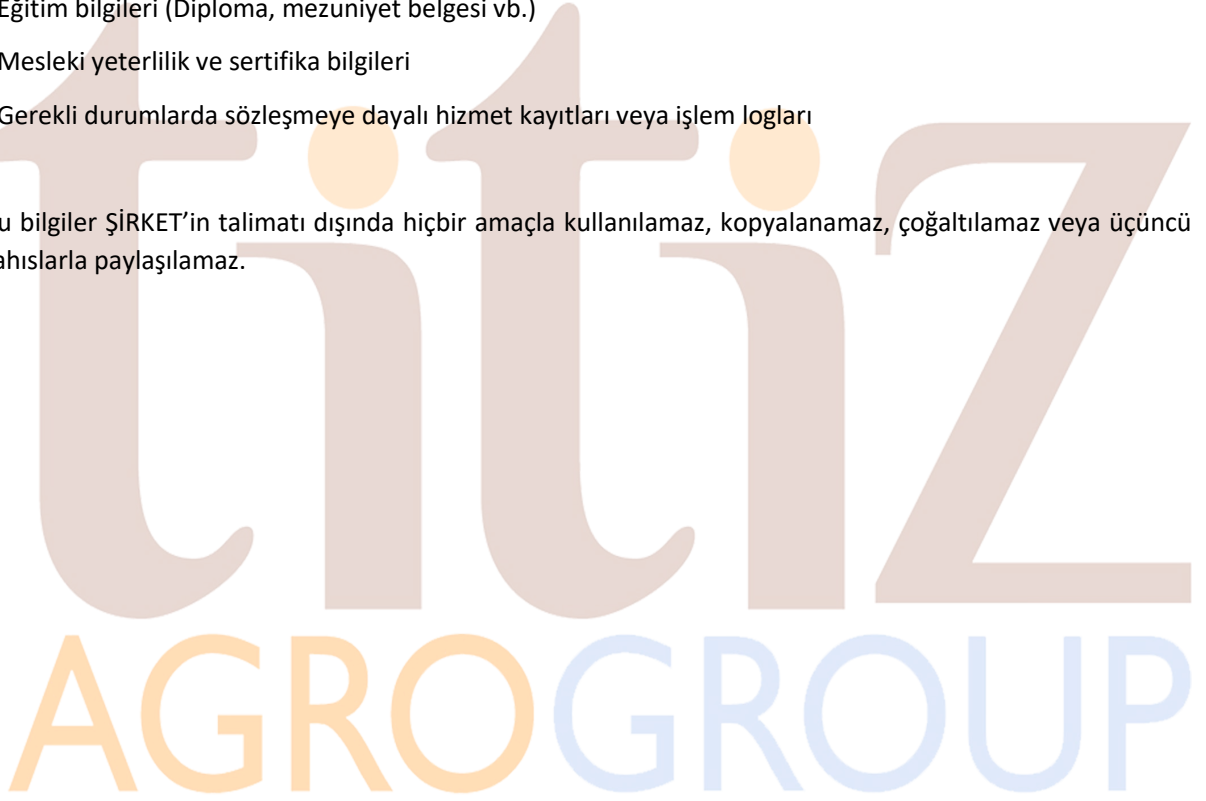 Eğitim bilgileri (Diploma, mezuniyet belgesi vb.)
Mesleki yeterlilik ve sertifika bilgileri
Gerekli durumlarda sözleşmeye dayalı hizmet kayıtları veya işlem logları
u bilgiler ŞİRKET’in talimatı dışında hiçbir amaçla kullanılamaz, kopyalanamaz, çoğaltılamaz veya üçüncü
ahıslarla paylaşılamaz.
titiz
AGROGROUP